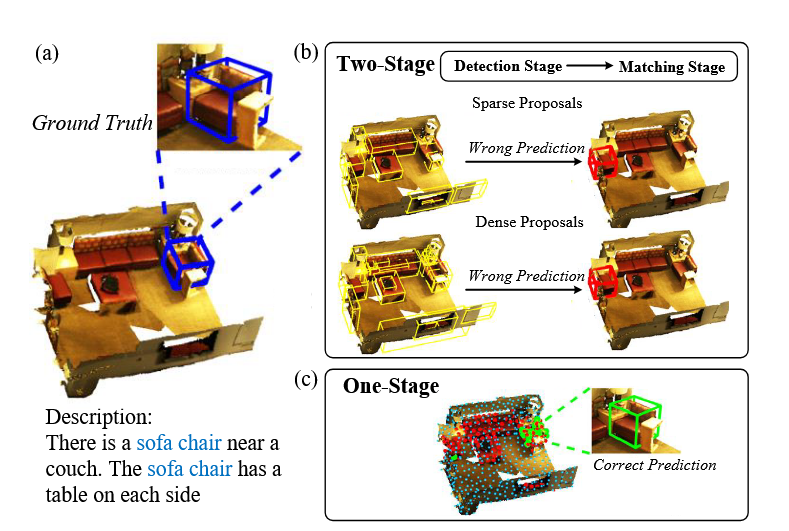 (a)
Ground Truth
Description:
There is a sofa chair near a
couch. The sofa chair has a
table on each side
(b)
Two-Stage
Detection Stage
Matching Stage
Sparse Proposals
Wrong Prediction
Dense Proposals
Wrong Prediction
(c)
One-Stage
Correct Prediction